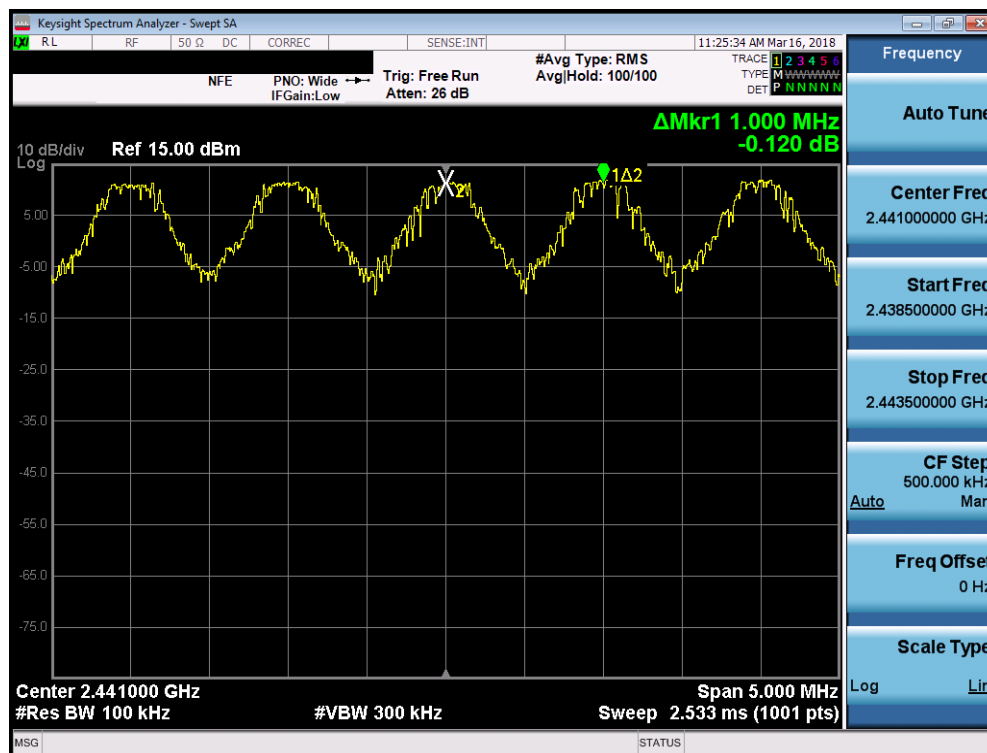 Keysight Spectrum Analyzer - Swept SA
LXI RL RF 50 Ω DC CORREC SENSE:INT 11:25:34 AM Mar 16, 2018
NFE PNO: Wide Trig: Free Run #Avg Type: RMS TRACE 1 2 3 4 5 6
IFGain:Low Atten: 26 dB Avg|Hold: 100/100 TYPE M WWWWW
DET P N N N N N
ΔMkr1 1.000 MHz
-0.120 dB
10 dB/div Ref 15.00 dBm
Log
1Δ2
2
5.00
-5.00
-15.0
-25.0
-35.0
-45.0
-55.0
-65.0
-75.0
Center 2.441000 GHz Span 5.000 MHz
#Res BW 100 kHz #VBW 300 kHz Sweep 2.533 ms (1001 pts)
MSG STATUS
Frequency
Auto Tune
Center Freq
2.441000000 GHz
Start Freq
2.438500000 GHz
Stop Freq
2.443500000 GHz
CF Step
500.000 kHz
Auto Man
Freq Offset
0 Hz
Scale Type
Log Lin